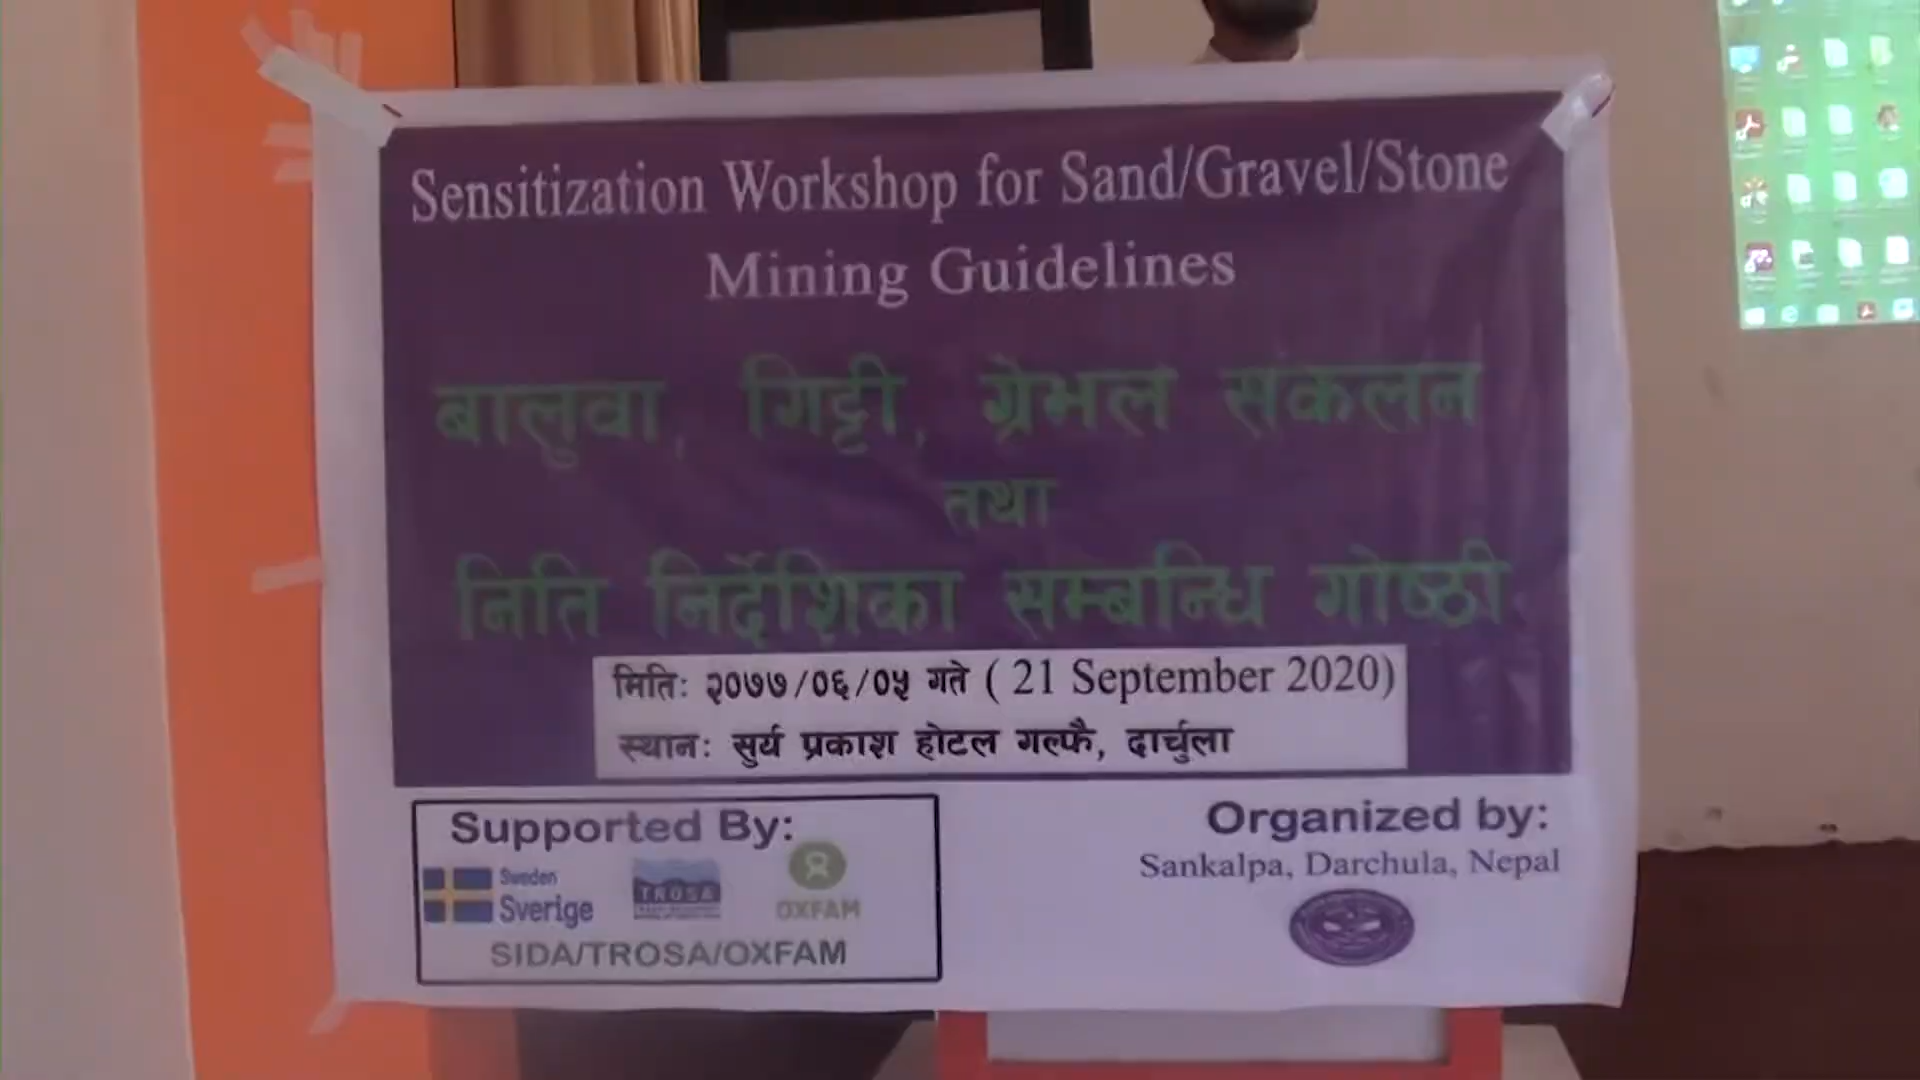 Sensitization Workshop for Sand/Gravel/Stone
Mining Guidelines
बालुवा, गिट्टी, ग्रेभल संकलन
तथा
निति निर्देशिका सम्बन्धि गोष्ठी
मितिः २०७७/०६/०५ गते ( 21 September 2020)
स्थानः सुर्य प्रकाश होटल गल्फै, दार्चुला
Supported By:
Sweden
Sverige
TROSA
OXFAM
SIDA/TROSA/OXFAM
Organized by:
Sankalpa, Darchula, Nepal